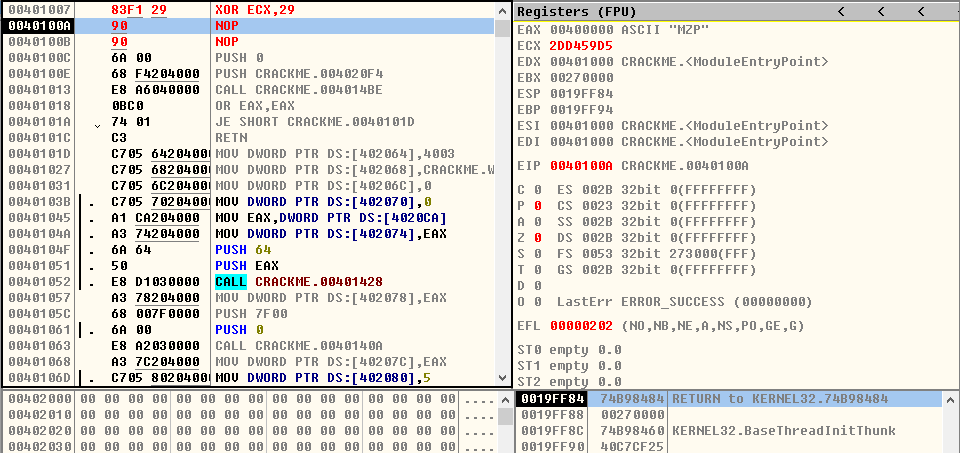 00401007 83F1 29 XOR ECX,29
0040100A 90 NOP
0040100B 90 NOP
0040100C 6A 00 PUSH 0
0040100E 68 F4204000 PUSH CRACKME.004020F4
00401013 E8 A6040000 CALL CRACKME.004014BE
00401018 0BC0 OR EAX,EAX
0040101A 74 01 JE SHORT CRACKME.0040101D
0040101C C3 RETN
0040101D C705 64204000 MOV DWORD PTR DS:[402064],4003
00401027 C705 68204000 MOV DWORD PTR DS:[402068],CRACKME.W
00401031 C705 6C204000 MOV DWORD PTR DS:[40206C],0
0040103B . C705 70204000 MOV DWORD PTR DS:[402070],0
00401045 . A1 CA204000 MOV EAX,DWORD PTR DS:[4020CA]
0040104A . A3 74204000 MOV DWORD PTR DS:[402074],EAX
0040104F . 6A 64 PUSH 64
00401051 . 50 PUSH EAX
00401052 . E8 D1030000 CALL CRACKME.00401428
00401057 A3 78204000 MOV DWORD PTR DS:[402078],EAX
0040105C 68 007F0000 PUSH 7F00
00401061 . 6A 00 PUSH 0
00401063 E8 A2030000 CALL CRACKME.0040140A
00401068 A3 7C204000 MOV DWORD PTR DS:[40207C],EAX
0040106D . C705 80204000 MOV DWORD PTR DS:[402080],5
Registers (FPU) < < <
EAX 00400000 ASCII "MZP"
ECX 2DD459D5
EDX 00401000 CRACKME.<ModuleEntryPoint>
EBX 00270000
ESP 0019FF84
EBP 0019FF94
ESI 00401000 CRACKME.<ModuleEntryPoint>
EDI 00401000 CRACKME.<ModuleEntryPoint>
EIP 0040100A CRACKME.0040100A
C 0 ES 002B 32bit 0(FFFFFFFF)
P 0 CS 0023 32bit 0(FFFFFFFF)
A 0 SS 002B 32bit 0(FFFFFFFF)
Z 0 DS 002B 32bit 0(FFFFFFFF)
S 0 FS 0053 32bit 273000(FFF)
T 0 GS 002B 32bit 0(FFFFFFFF)
D 0
O 0 LastErr ERROR_SUCCESS (00000000)
EFL 00000202 (NO,NB,NE,A,NS,PO,GE,G)
ST0 empty 0.0
ST1 empty 0.0
ST2 empty 0.0
00402000 00 00 00 00 00 00 00 00 00 00 00 00 00 00 00 00 ....
00402010 00 00 00 00 00 00 00 00 00 00 00 00 00 00 00 00 ....
00402020 00 00 00 00 00 00 00 00 00 00 00 00 00 00 00 00 ....
00402030 00 00 00 00 00 00 00 00 00 00 00 00 00 00 00 00 ....
0019FF84 74B98484 RETURN to KERNEL32.74B98484
0019FF88 00270000
0019FF8C 74B98460 KERNEL32.BaseThreadInitThunk
0019FF90 40C7CF25